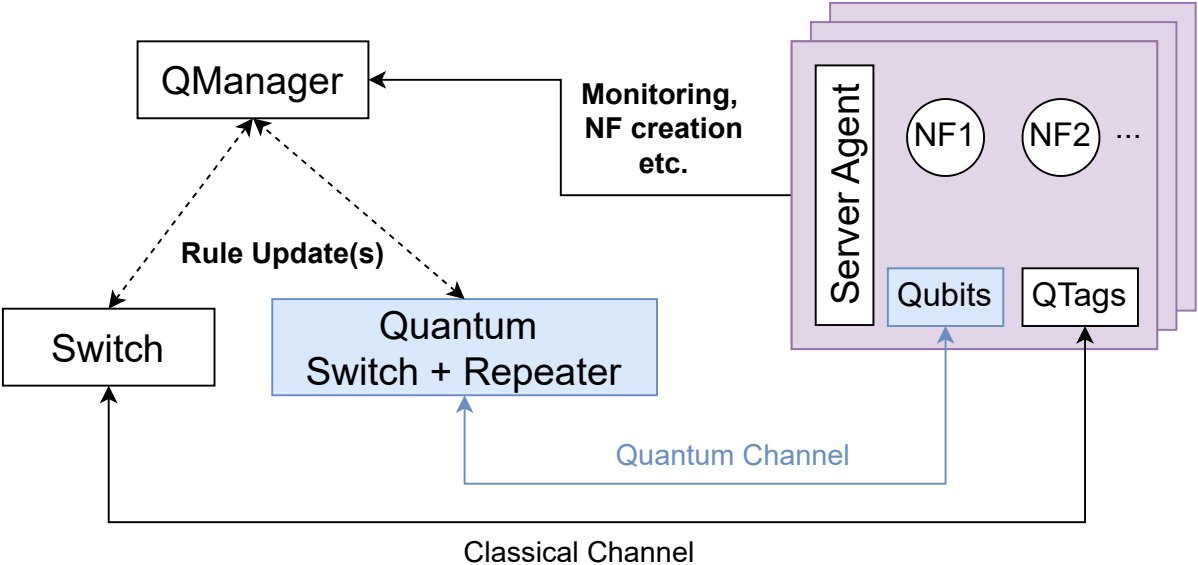 QManager
Monitoring,
NF creation
etc.
Server Agent
NF1
NF2
...
Rule Update(s)
Switch
Quantum
Switch + Repeater
Qubits
QTags
Quantum Channel
Classical Channel